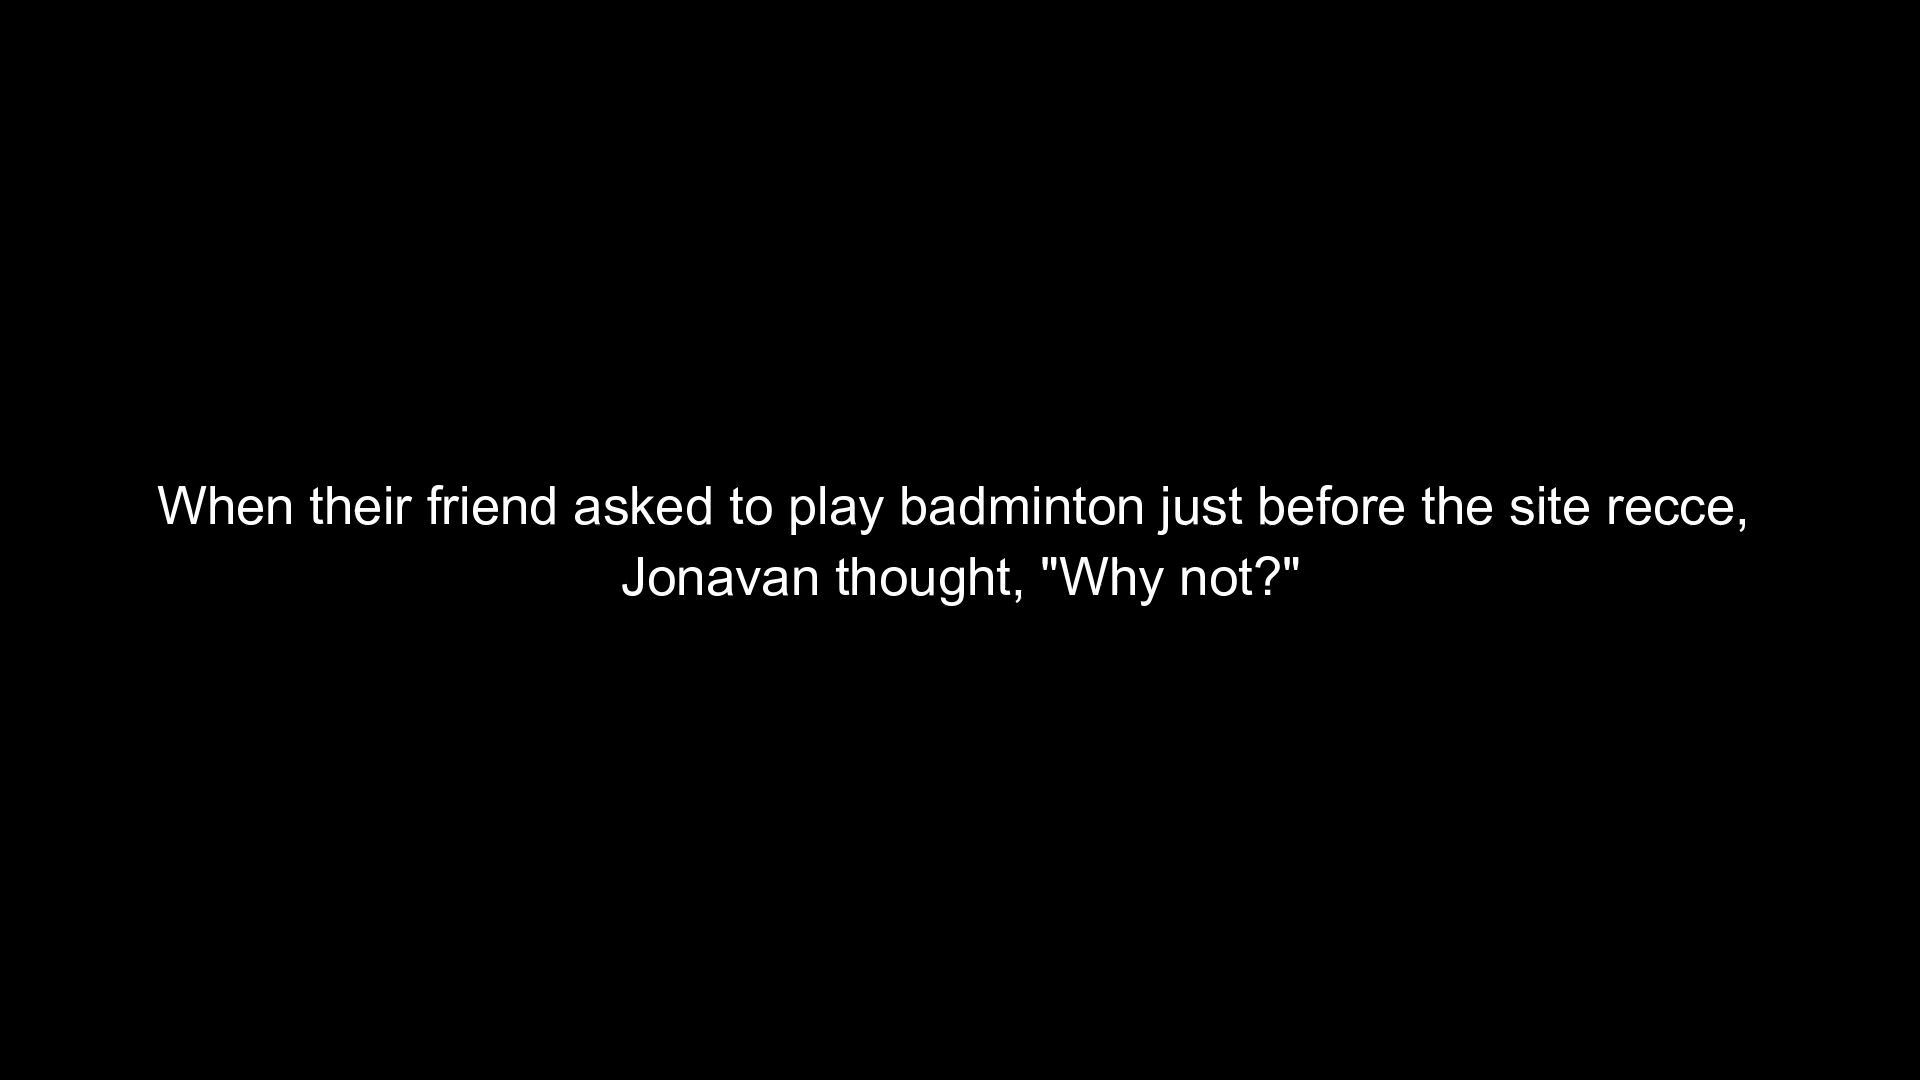 When their friend asked to play badminton just before the site recce,
Jonavan thought, "Why not?"